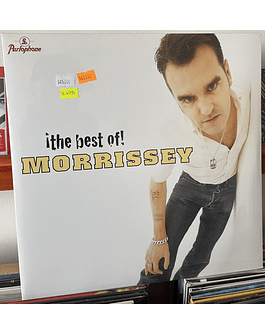 Parlophone
¡the best of!
MORRISSEY